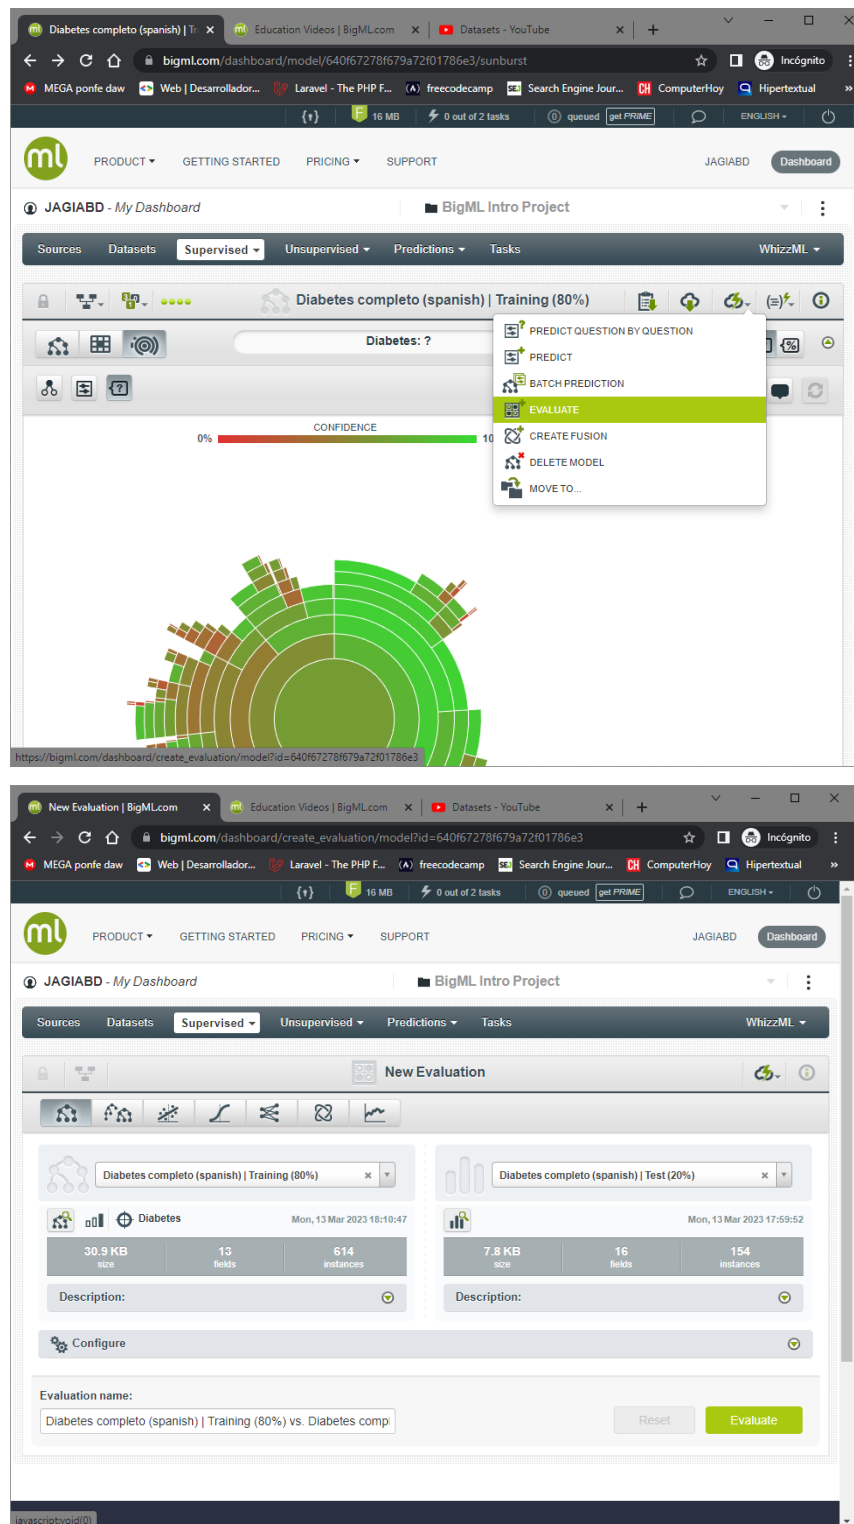 Diabetes completo (spanish) | Tr
Education Videos | BigML.com
Datasets - YouTube
bigml.com/dashboard/model/640f67278f679a72f01786e3/sunburst
Incógnito
MEGA ponfe daw
Web | Desarrollador...
Laravel - The PHP F...
freecodecamp
Search Engine Jour...
ComputerHoy
Hipertextual
16 MB
0 out of 2 tasks
0 queued
get PRIME
ENGLISH
ml
PRODUCT
GETTING STARTED
PRICING
SUPPORT
JAGIABD
Dashboard
JAGIABD - My Dashboard
BigML Intro Project
Sources
Datasets
Supervised
Unsupervised
Predictions
Tasks
WhizzML
Diabetes completo (spanish) | Training (80%)
Diabetes: ?
PREDICT QUESTION BY QUESTION
PREDICT
BATCH PREDICTION
EVALUATE
CREATE FUSION
DELETE MODEL
MOVE TO...
CONFIDENCE
0%
10
https://bigml.com/dashboard/create_evaluation/model?id=640f67278f679a72f01786e3
New Evaluation | BigML.com
Education Videos | BigML.com
Datasets - YouTube
bigml.com/dashboard/create_evaluation/model?id=640f67278f679a72f01786e3
Incógnito
MEGA ponfe daw
Web | Desarrollador...
Laravel - The PHP F...
freecodecamp
Search Engine Jour...
ComputerHoy
Hipertextual
16 MB
0 out of 2 tasks
0 queued
get PRIME
ENGLISH
ml
PRODUCT
GETTING STARTED
PRICING
SUPPORT
JAGIABD
Dashboard
JAGIABD - My Dashboard
BigML Intro Project
Sources
Datasets
Supervised
Unsupervised
Predictions
Tasks
WhizzML
New Evaluation
Diabetes completo (spanish) | Training (80%)
Diabetes completo (spanish) | Test (20%)
Diabetes
Mon, 13 Mar 2023 18:10:47
Mon, 13 Mar 2023 17:59:52
30.9 KB
size
13
fields
614
instances
7.8 KB
size
16
fields
154
instances
Description:
Description:
Configure
Evaluation name:
Diabetes completo (spanish) | Training (80%) vs. Diabetes compl
Reset
Evaluate
javascript:void(0)